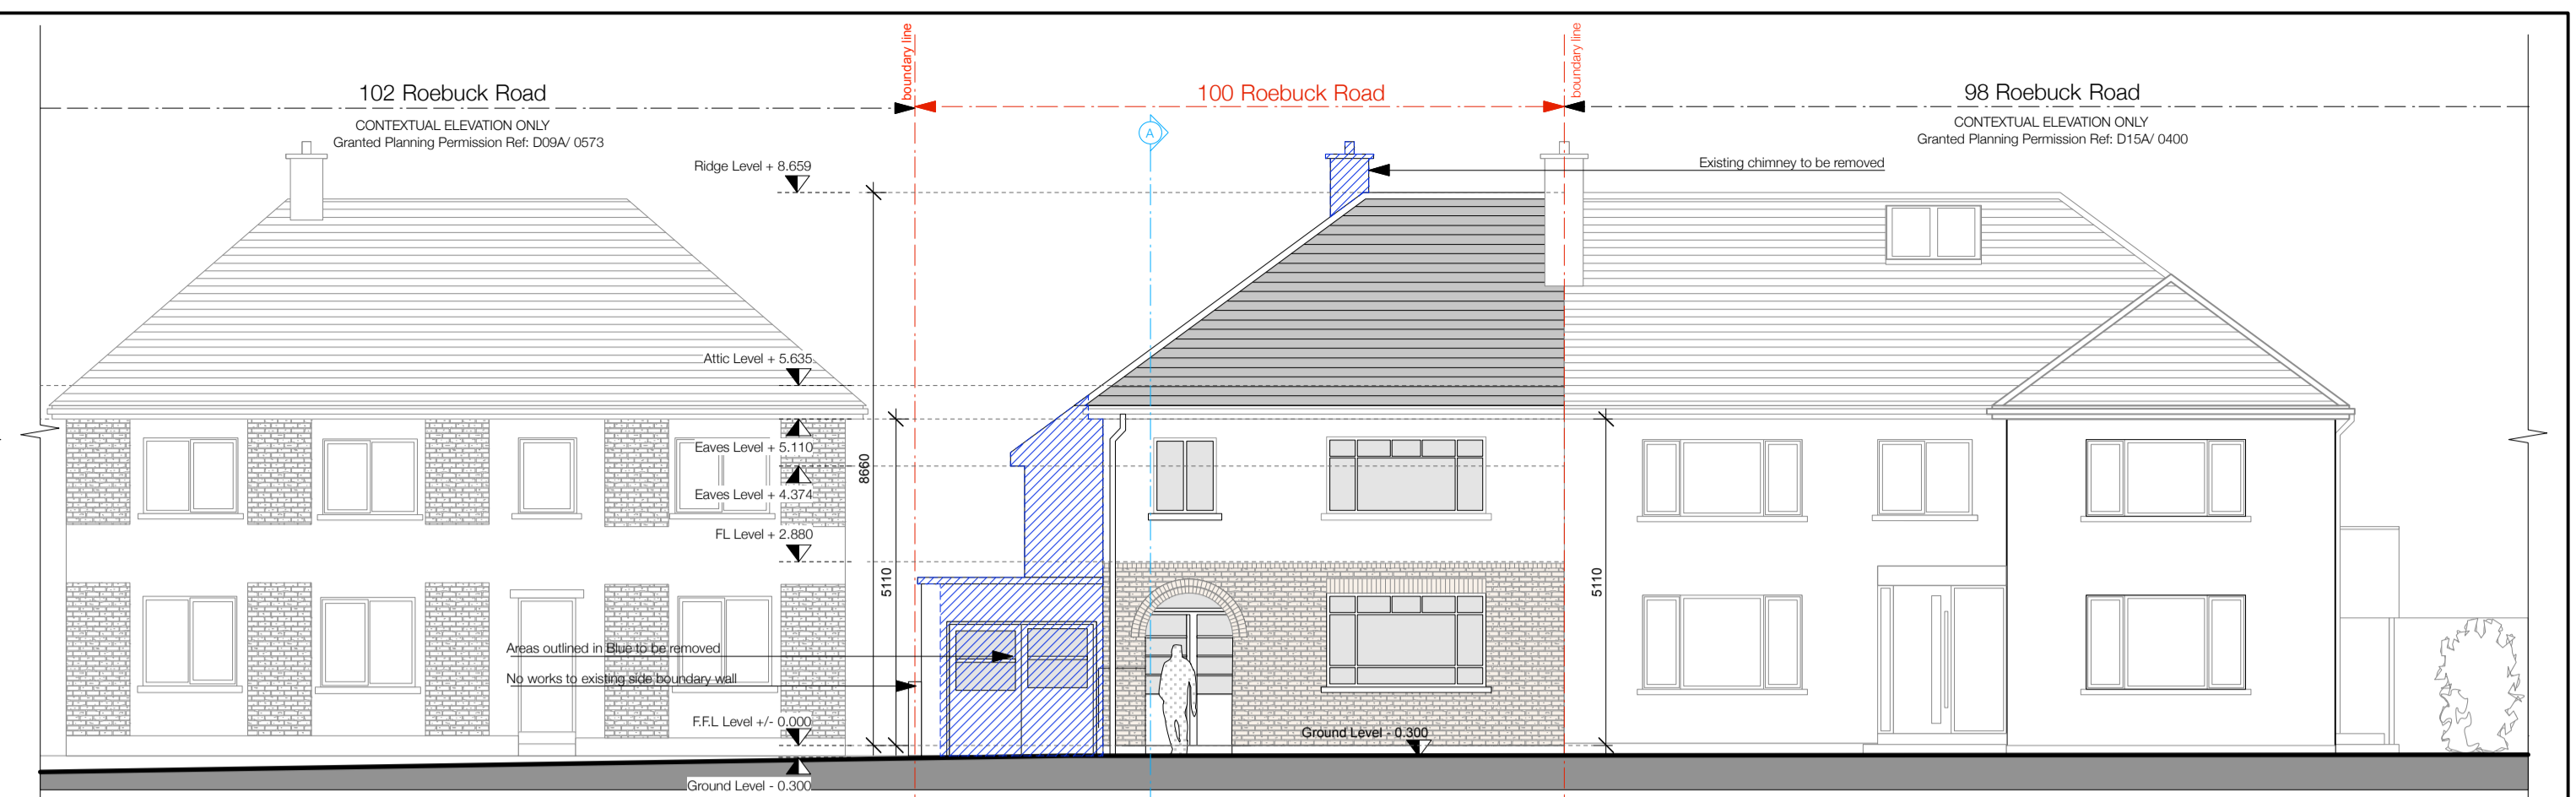 boundary line
boundary line
102 Roebuck Road
100 Roebuck Road
98 Roebuck Road
CONTEXTUAL ELEVATION ONLY
Granted Planning Permission Ref: D09A/ 0573
CONTEXTUAL ELEVATION ONLY
Granted Planning Permission Ref: D15A/ 0400
A
Ridge Level + 8.659
Existing chimney to be removed
Attic Level + 5.635
Eaves Level + 5.110
8660
Eaves Level + 4.374
FL Level + 2.880
5110
5110
Areas outlined in Blue to be removed
No works to existing side boundary wall
F.F.L Level +/- 0.000
Ground Level - 0.300
Ground Level - 0.300